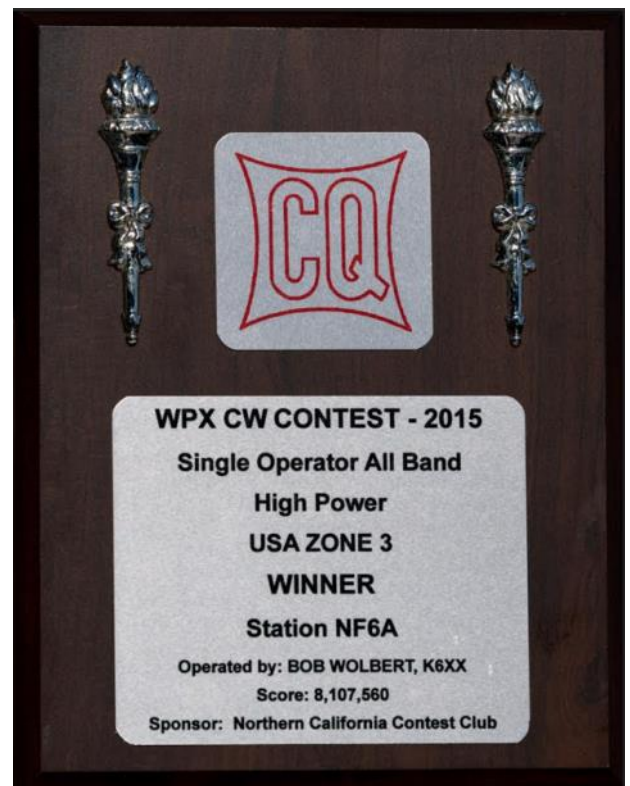 CQ
WPX CW CONTEST - 2015
Single Operator All Band
High Power
USA ZONE 3
WINNER
Station NF6A
Operated by: BOB WOLBERT, K6XX
Score: 8,107,560
Sponsor: Northern California Contest Club